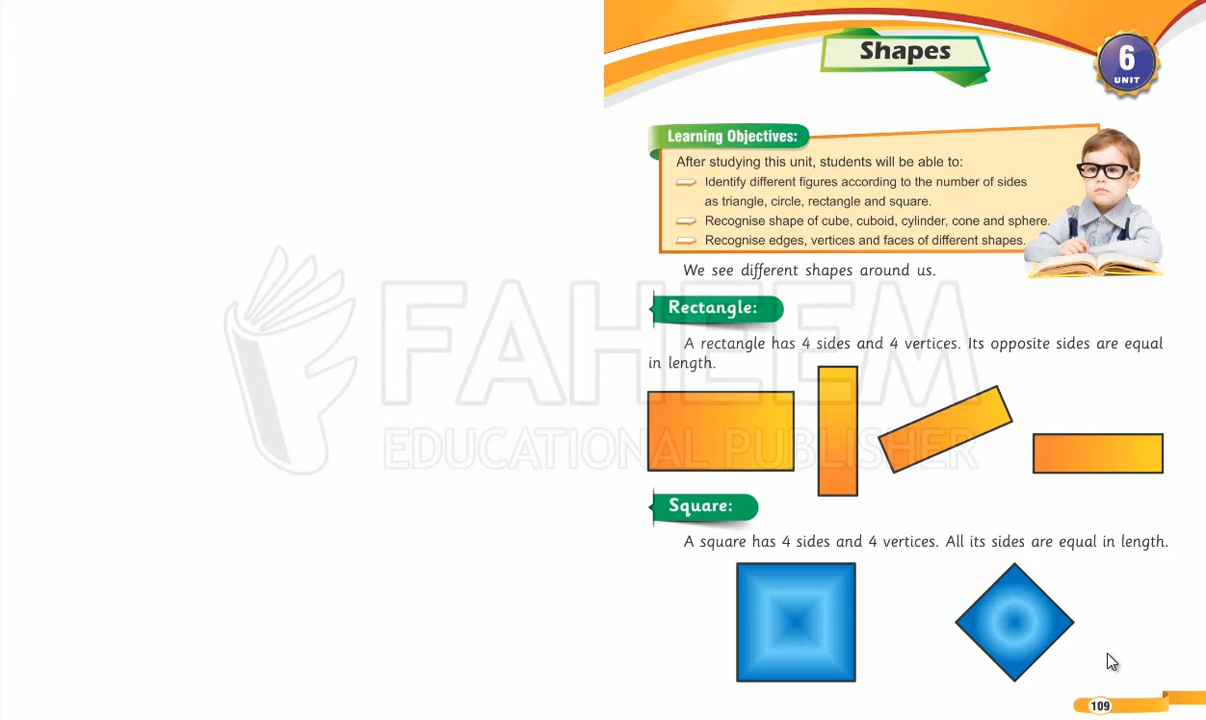 Shapes
6
UNIT
Learning Objectives:
After studying this unit, students will be able to:
Identify different figures according to the number of sides
as triangle, circle, rectangle and square.
Recognise shape of cube, cuboid, cylinder, cone and sphere.
Recognise edges, vertices and faces of different shapes.
We see different shapes around us.
Rectangle:
A rectangle has 4 sides and 4 vertices. Its opposite sides are equal
in length.
FAHEEM
EDUCATIONAL PUBLISHER
Square:
A square has 4 sides and 4 vertices. All its sides are equal in length.
109